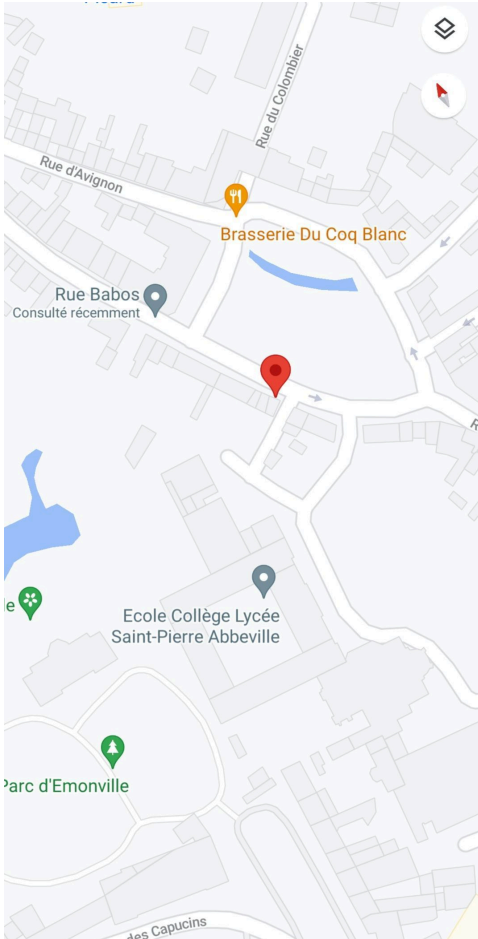 Rue du Colombier
Rue d'Avignon
Brasserie Du Coq Blanc
Rue Babos
Consulté récemment
Ecole Collège Lycée
Saint-Pierre Abbeville
Parc d'Emonville
des Capucins